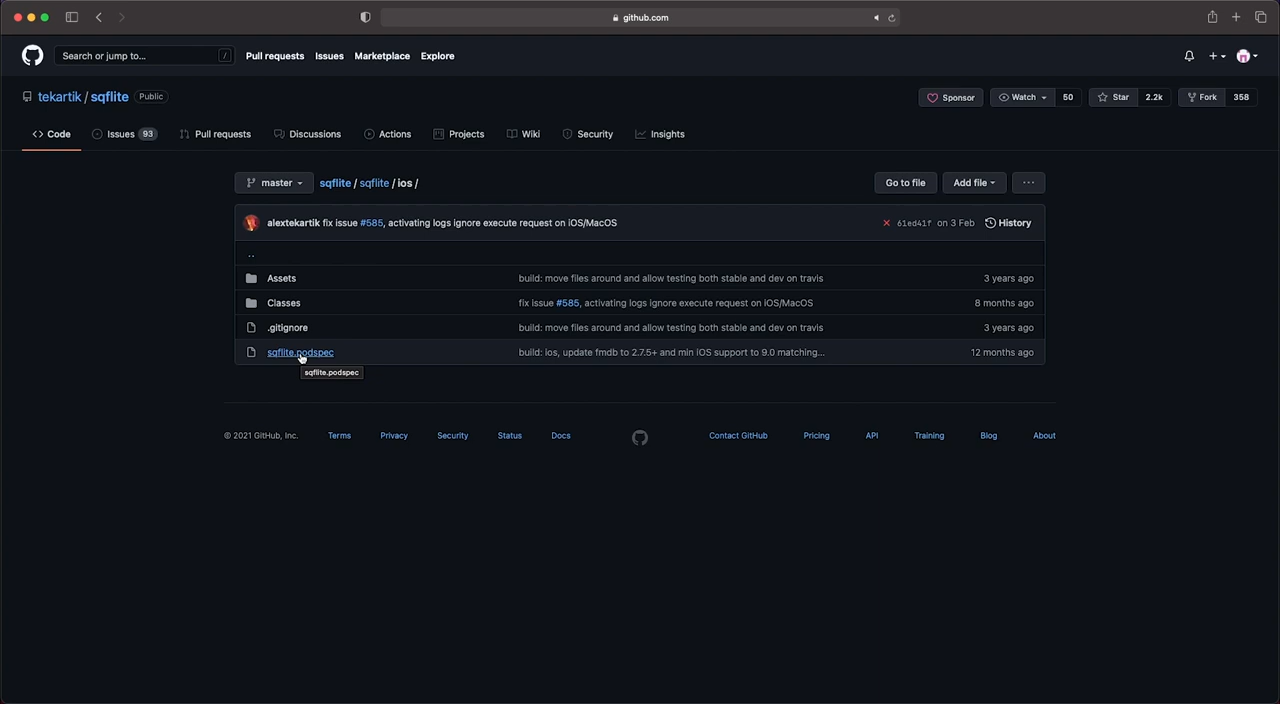 github.com
Search or jump to... /
Pull requests Issues Marketplace Explore
tekartik / sqflite Public
Sponsor Watch 50 Star 2.2k Fork 358
<> Code Issues 93 Pull requests Discussions Actions Projects Wiki Security Insights
master sqflite / sqflite / ios / Go to file Add file ...
alextekartik fix issue #585, activating logs ignore execute request on iOS/MacOS 61ed41f on 3 Feb History
..
Assets build: move files around and allow testing both stable and dev on travis 3 years ago
Classes fix issue #585, activating logs ignore execute request on iOS/MacOS 8 months ago
.gitignore build: move files around and allow testing both stable and dev on travis 3 years ago
sqflite.podspec build: ios, update fmdb to 2.7.5+ and min iOS support to 9.0 matching... 12 months ago
sqflite.podspec
© 2021 GitHub, Inc. Terms Privacy Security Status Docs Contact GitHub Pricing API Training Blog About